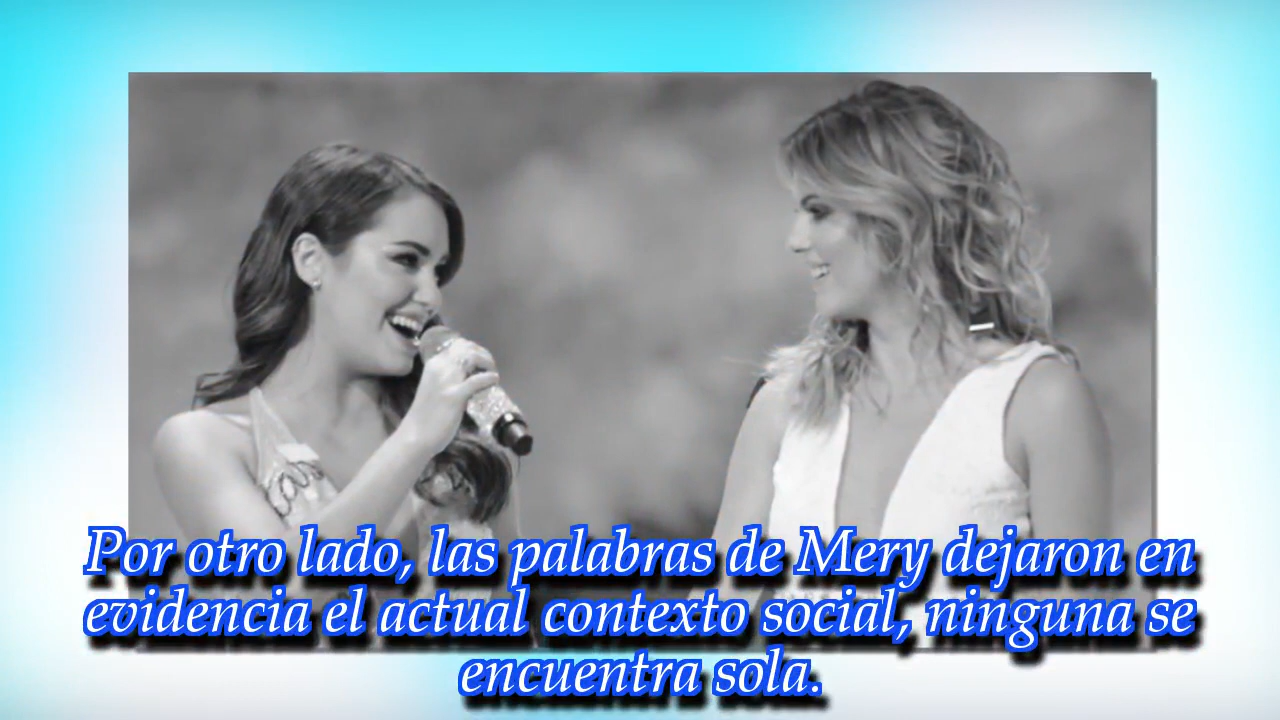 Por otro lado, las palabras de Mery dejaron en
evidencia el actual contexto social, ninguna se
encuentra sola.